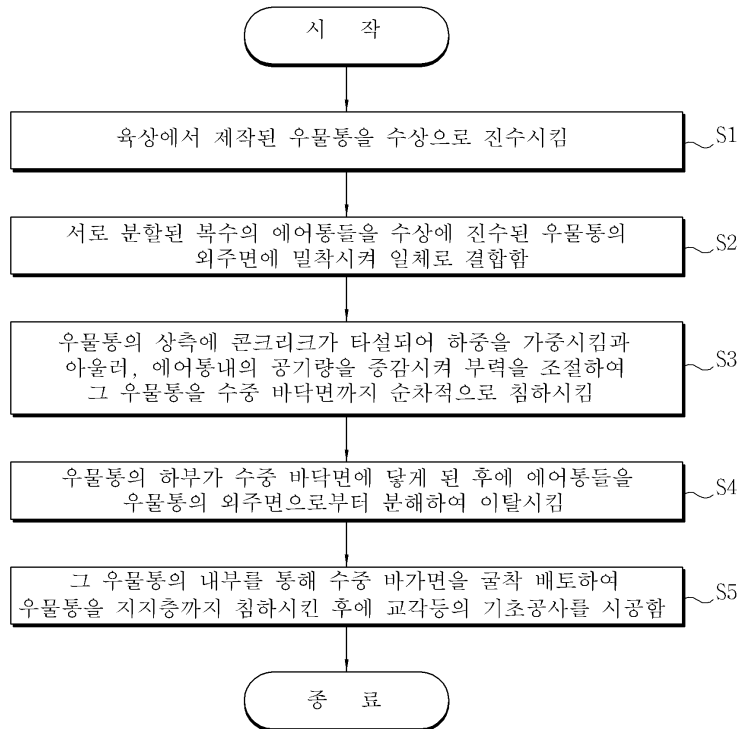 시 작
육상에서 제작된 우물통을 수상으로 진수시킴
S1
서로 분할된 복수의 에어통들을 수상에 진수된 우물통의
외주면에 밀착시켜 일체로 결합함
S2
우물통의 상측에 콘크리크가 타설되어 하중을 가중시킴과
아울러, 에어통내의 공기량을 증감시켜 부력을 조절하여
그 우물통을 수중 바닥면까지 순차적으로 침하시킴
S3
우물통의 하부가 수중 바닥면에 닿게 된 후에 에어통들을
우물통의 외주면으로부터 분해하여 이탈시킴
S4
그 우물통의 내부를 통해 수중 바가면을 굴착 배토하여
우물통을 지지층까지 침하시킨 후에 교각등의 기초공사를 시공함
S5
종 료